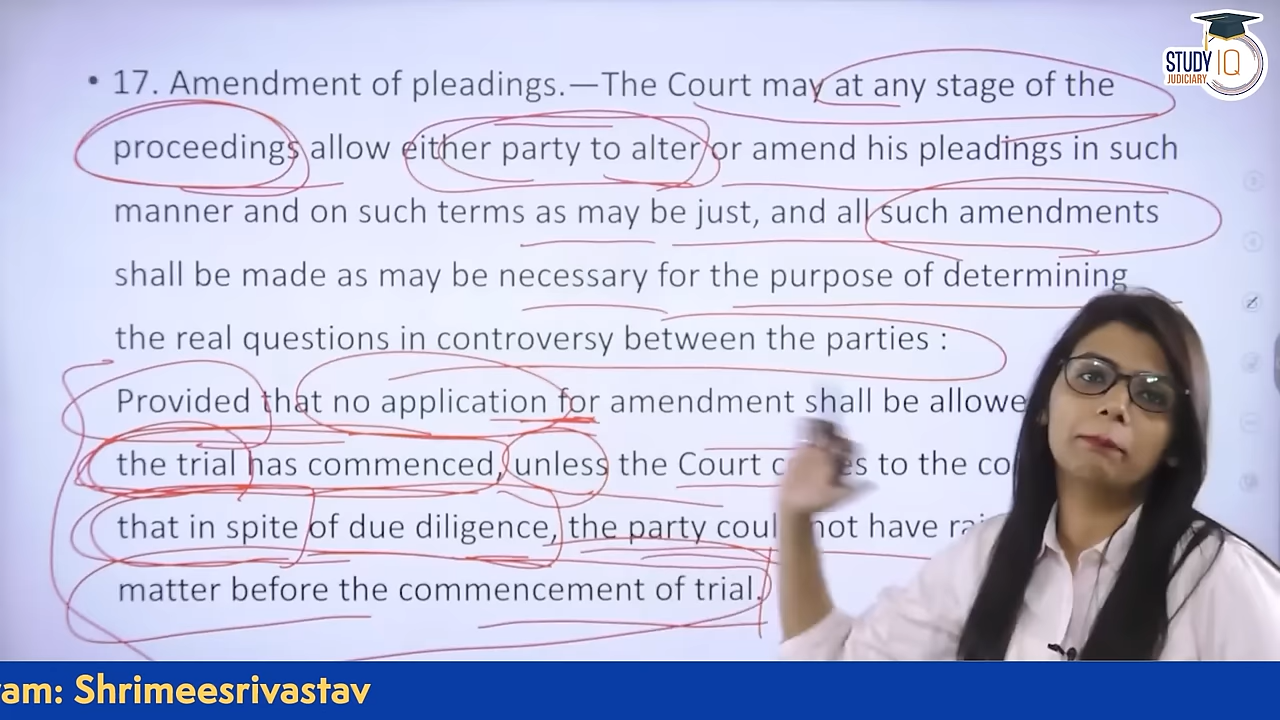 • 17. Amendment of pleadings.—The Court may at any stage of the
proceedings allow either party to alter or amend his pleadings in such
manner and on such terms as may be just, and all such amendments
shall be made as may be necessary for the purpose of determining
the real questions in controversy between the parties :
Provided that no application for amendment shall be allowe
the trial has commenced, unless the Court to the
that in spite of due diligence, the party not have
matter before the commencement of trial.
STUDY IQ
JUDICIARY
am: Shrimeesrivastav